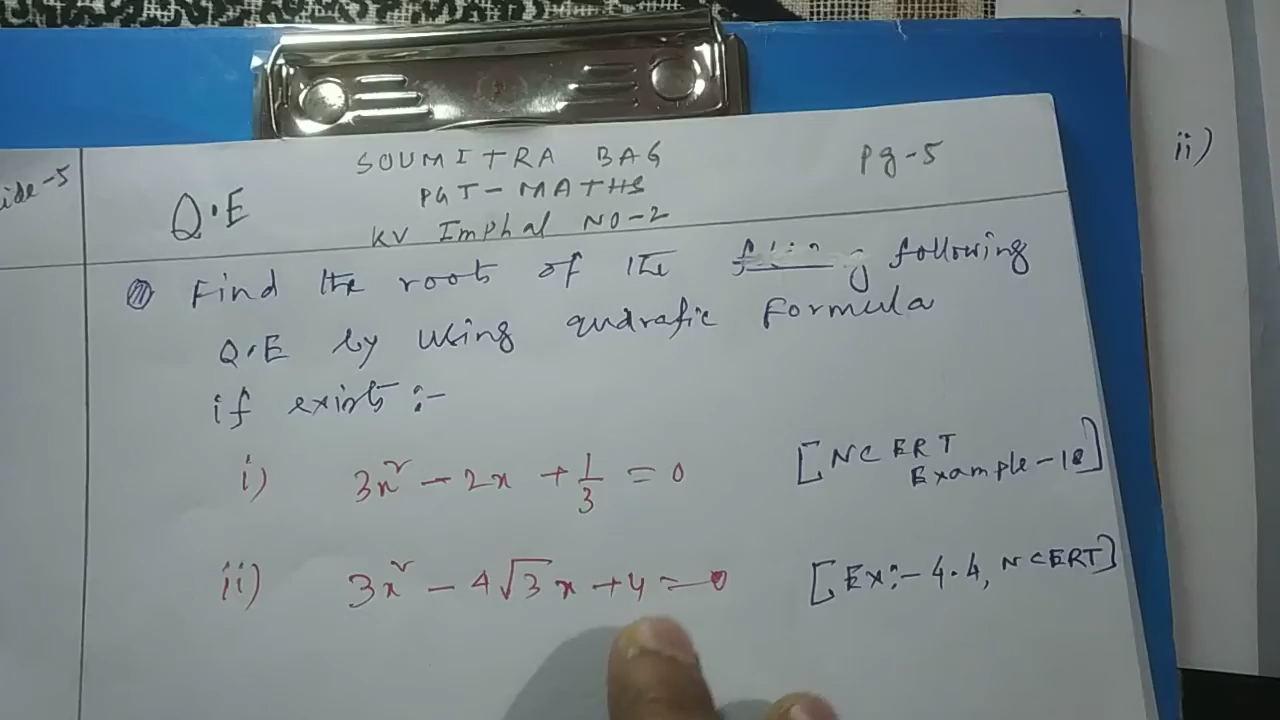 ide-5
SOUMITRA BAG
PGT-MATHS
KV Imphal NO-2
Q.E
Pg-5
ii)
Find the roots of the following
Q.E by using qudrafic Formula
if exists :-
i) 3x² - 2x + 1/3 = 0 [NCERT
Example-18]
ii) 3x² - 4√3x + 4 = 0 [Ex:- 4.4, NCERT]